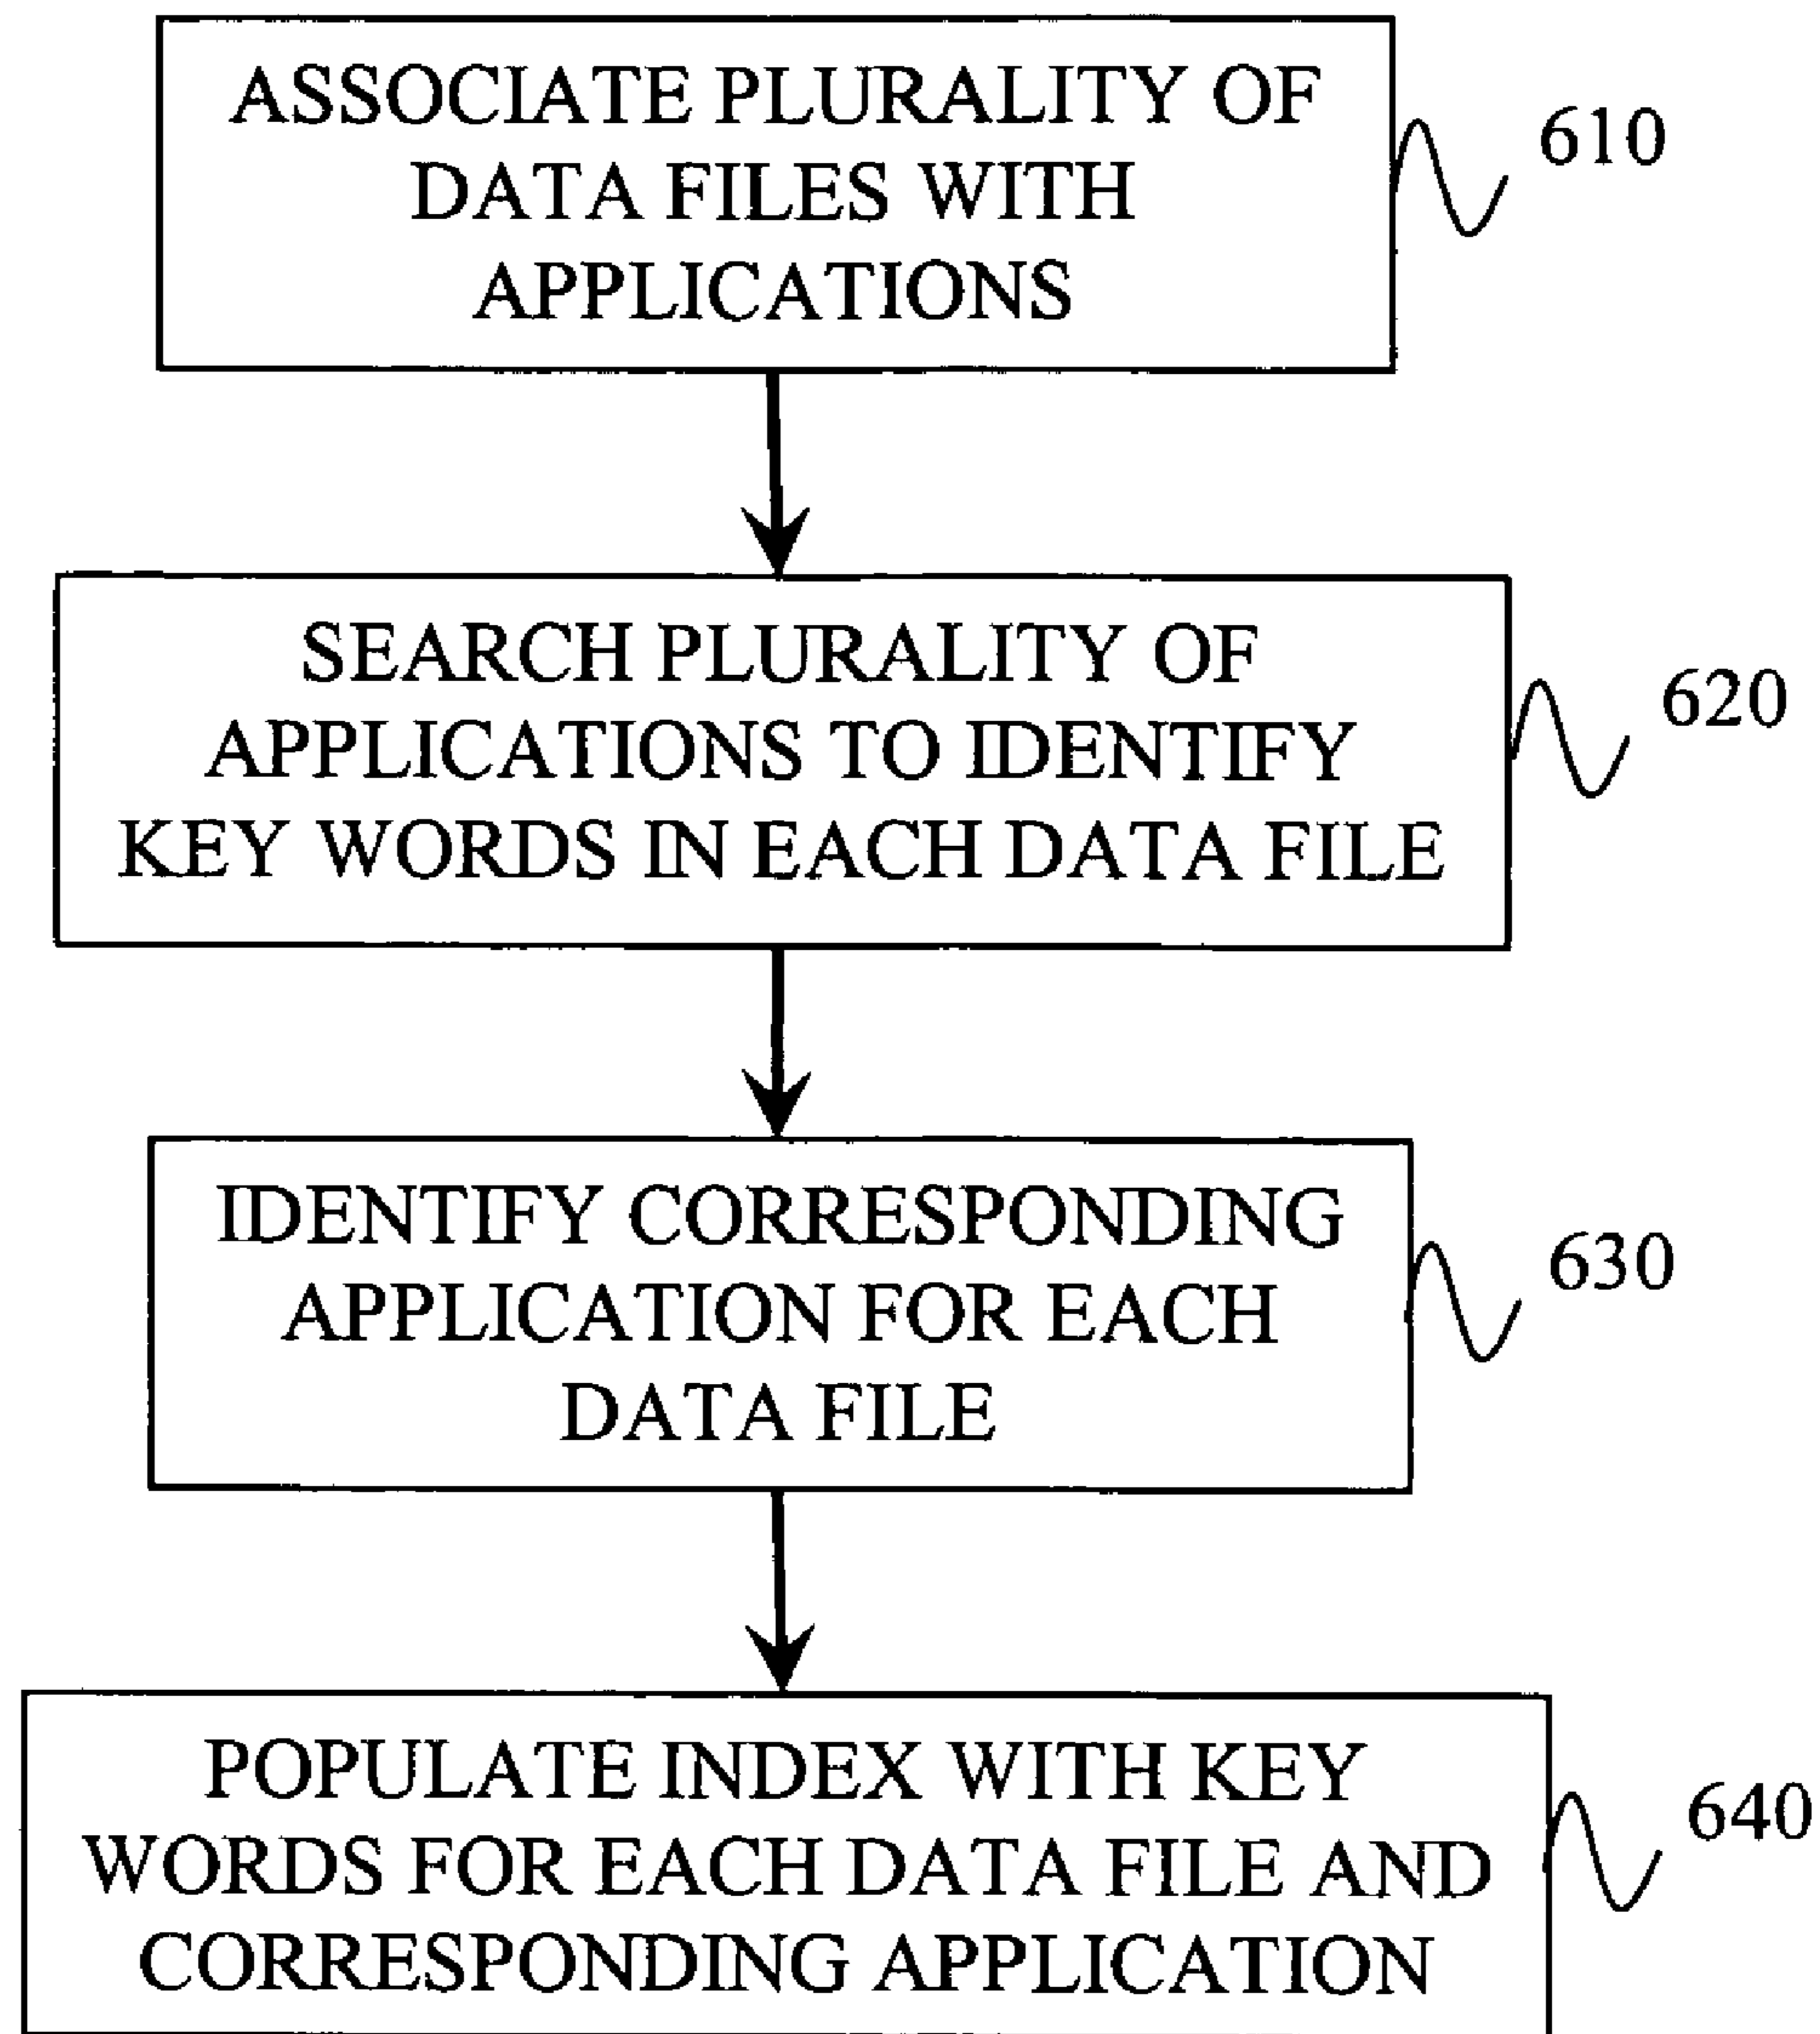 ASSOCIATE PLURALITY OF
DATA FILES WITH
APPLICATIONS
610
SEARCH PLURALITY OF
APPLICATIONS TO IDENTIFY
KEY WORDS IN EACH DATA FILE
620
IDENTIFY CORRESPONDING
APPLICATION FOR EACH
DATA FILE
630
POPULATE INDEX WITH KEY
WORDS FOR EACH DATA FILE AND
CORRESPONDING APPLICATION
640